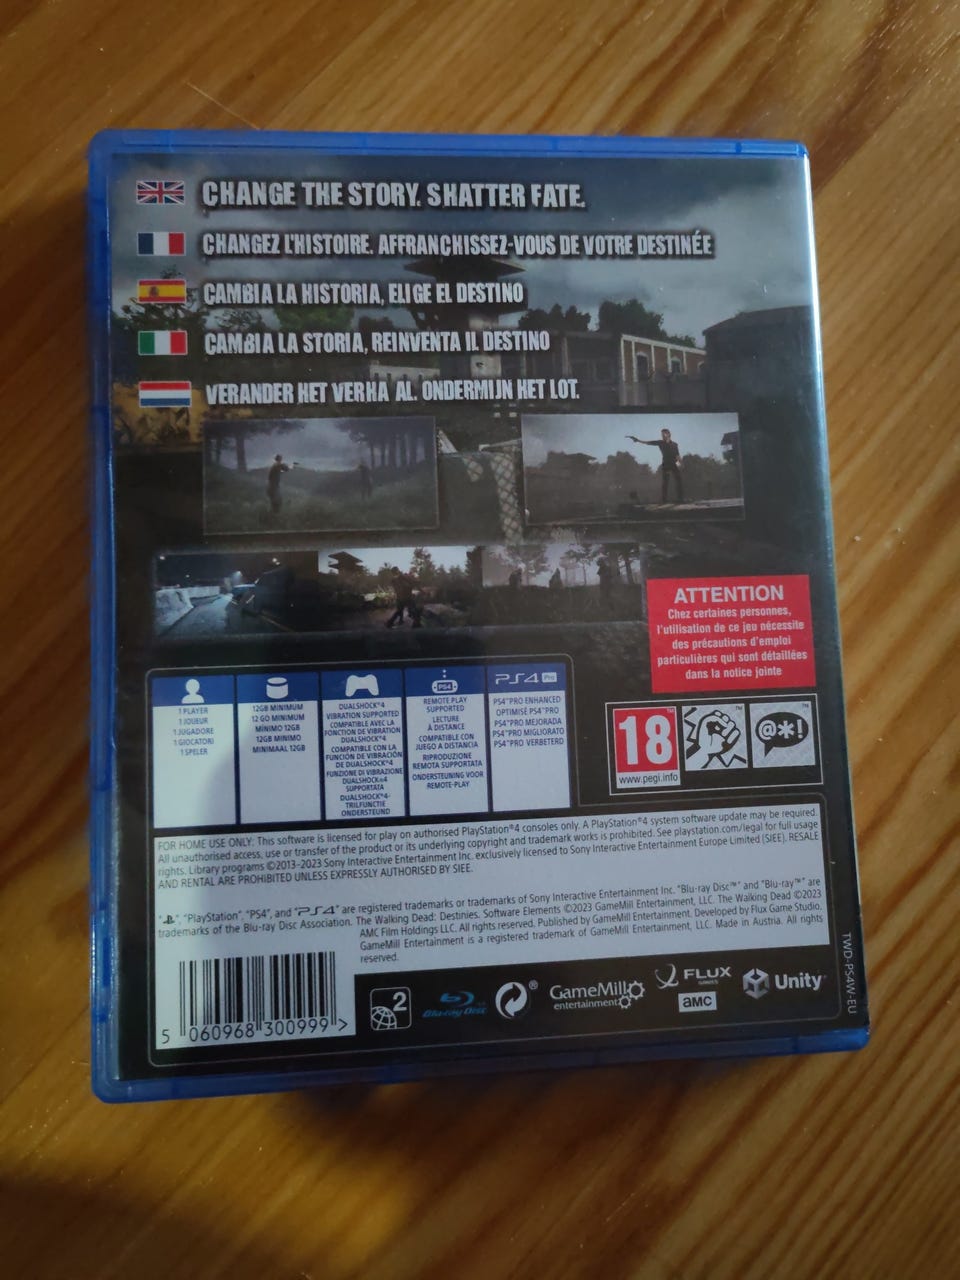 CHANGE THE STORY. SHATTER FATE.
CHANGEZ L'HISTOIRE. AFFRANCHISSEZ-VOUS DE VOTRE DESTINÉE
CAMBIA LA HISTORIA, ELIGE EL DESTINO
CAMBIA LA STORIA, REINVENTA IL DESTINO
VERANDER HET VERHA AL. ONDERMIJN HET LOT.
ATTENTION
Chez certaines personnes,
l'utilisation de ce jeu nécessite
des précautions d'emploi
particulières qui sont détaillées
dans la notice jointe
1 PLAYER
1 JOUEUR
1 JUGADORE
1 GIOCATORI
1 SPELER
12GB MINIMUM
12 GO MINIMUM
MÍNIMO 12GB
12GB MINIMO
MINIMAAL 12GB
DUALSHOCK®4
VIBRATION SUPPORTED
COMPATIBLE AVEC LA
FONCTION DE VIBRATION
DUALSHOCK®4
COMPATIBLE CON LA
FUNCIÓN DE VIBRACIÓN
DE DUALSHOCK®4
FUNZIONE DI VIBRAZIONE
DUALSHOCK®4
SUPPORTATA
DUALSHOCK®4-
TRILFUNCTIE
ONDERSTEUND
PS4
REMOTE PLAY
SUPPORTED
LECTURE
À DISTANCE
COMPATIBLE CON
JUEGO A DISTANCIA
RIPRODUZIONE
REMOTA SUPPORTATA
ONDERSTEUNING VOOR
REMOTE-PLAY
PS4 Pro
PS4™PRO ENHANCED
OPTIMISÉ PS4™PRO
PS4™PRO MEJORADA
PS4™PRO MIGLIORATO
PS4™PRO VERBETERD
18
www.pegi.info
@*!
FOR HOME USE ONLY: This software is licensed for play on authorised PlayStation®4 consoles only. A PlayStation®4 system software update may be required.
All unauthorised access, use or transfer of the product or its underlying copyright and trademark works is prohibited. See playstation.com/legal for full usage
rights. Library programs ©2013-2023 Sony Interactive Entertainment Inc. exclusively licensed to Sony Interactive Entertainment Europe Limited (SIEE). RESALE
AND RENTAL ARE PROHIBITED UNLESS EXPRESSLY AUTHORISED BY SIEE.
"PlayStation", "PS4", and "PS4" are registered trademarks or trademarks of Sony Interactive Entertainment Inc. "Blu-ray Disc™" and "Blu-ray™" are
trademarks of the Blu-ray Disc Association. The Walking Dead: Destinies. Software Elements ©2023 GameMill Entertainment, LLC. The Walking Dead ©2023
AMC Film Holdings LLC. All rights reserved. Published by GameMill Entertainment. Developed by Flux Game Studio.
GameMill Entertainment is a registered trademark of GameMill Entertainment, LLC. Made in Austria. All rights
reserved.
5 060968 300999 >
2
Blu-ray Disc
GameMill
entertainment
FLUX
GAMES
AMC
Unity
TWD-PS4W-EU